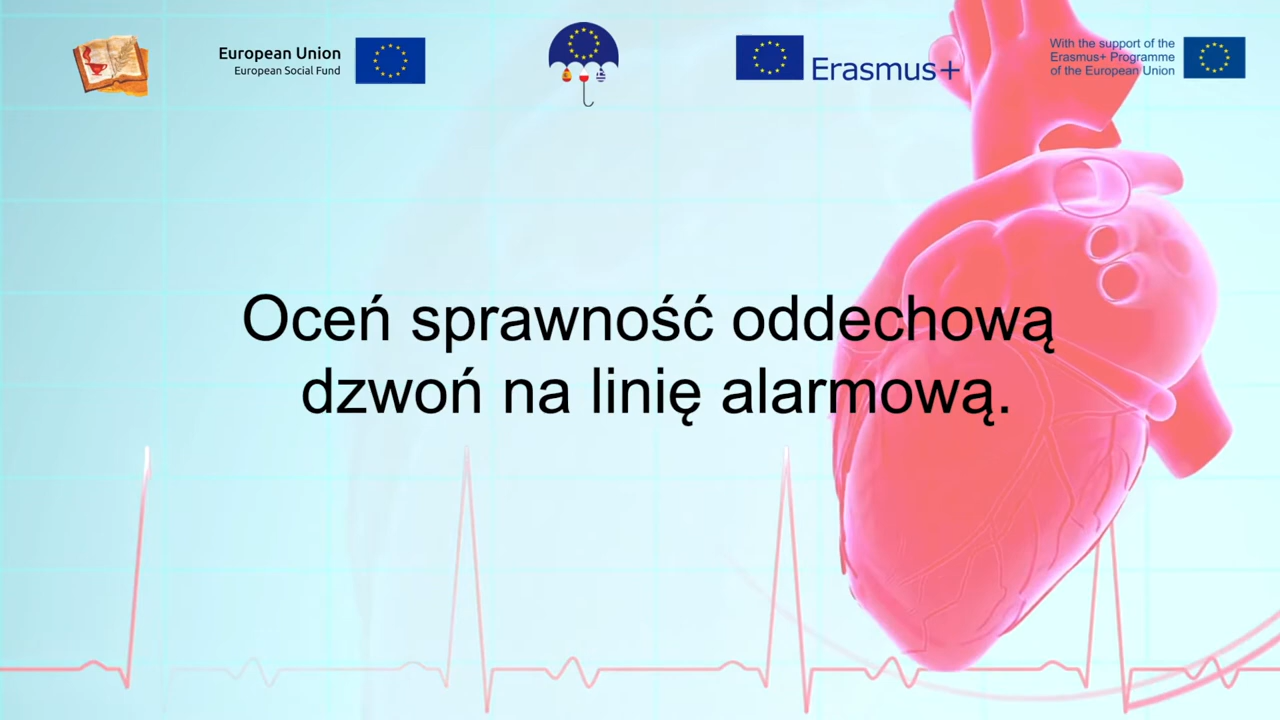 European Union
European Social Fund
Erasmus+
With the support of the
Erasmus+ Programme
of the European Union
Oceń sprawność oddechową
dzwoń na linię alarmową.